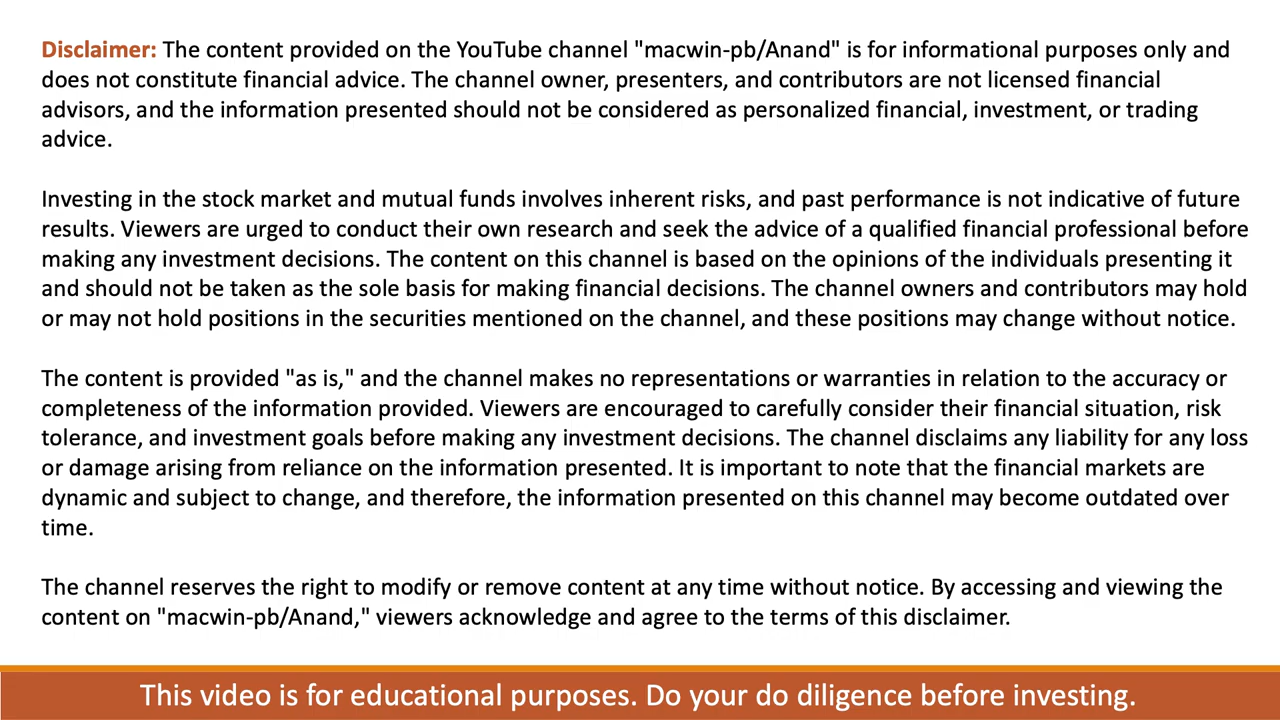 Disclaimer: The content provided on the YouTube channel "macwin-pb/Anand" is for informational purposes only and
does not constitute financial advice. The channel owner, presenters, and contributors are not licensed financial
advisors, and the information presented should not be considered as personalized financial, investment, or trading
advice.
Investing in the stock market and mutual funds involves inherent risks, and past performance is not indicative of future
results. Viewers are urged to conduct their own research and seek the advice of a qualified financial professional before
making any investment decisions. The content on this channel is based on the opinions of the individuals presenting it
and should not be taken as the sole basis for making financial decisions. The channel owners and contributors may hold
or may not hold positions in the securities mentioned on the channel, and these positions may change without notice.
The content is provided "as is," and the channel makes no representations or warranties in relation to the accuracy or
completeness of the information provided. Viewers are encouraged to carefully consider their financial situation, risk
tolerance, and investment goals before making any investment decisions. The channel disclaims any liability for any loss
or damage arising from reliance on the information presented. It is important to note that the financial markets are
dynamic and subject to change, and therefore, the information presented on this channel may become outdated over
time.
The channel reserves the right to modify or remove content at any time without notice. By accessing and viewing the
content on "macwin-pb/Anand," viewers acknowledge and agree to the terms of this disclaimer.
This video is for educational purposes. Do your do diligence before investing.